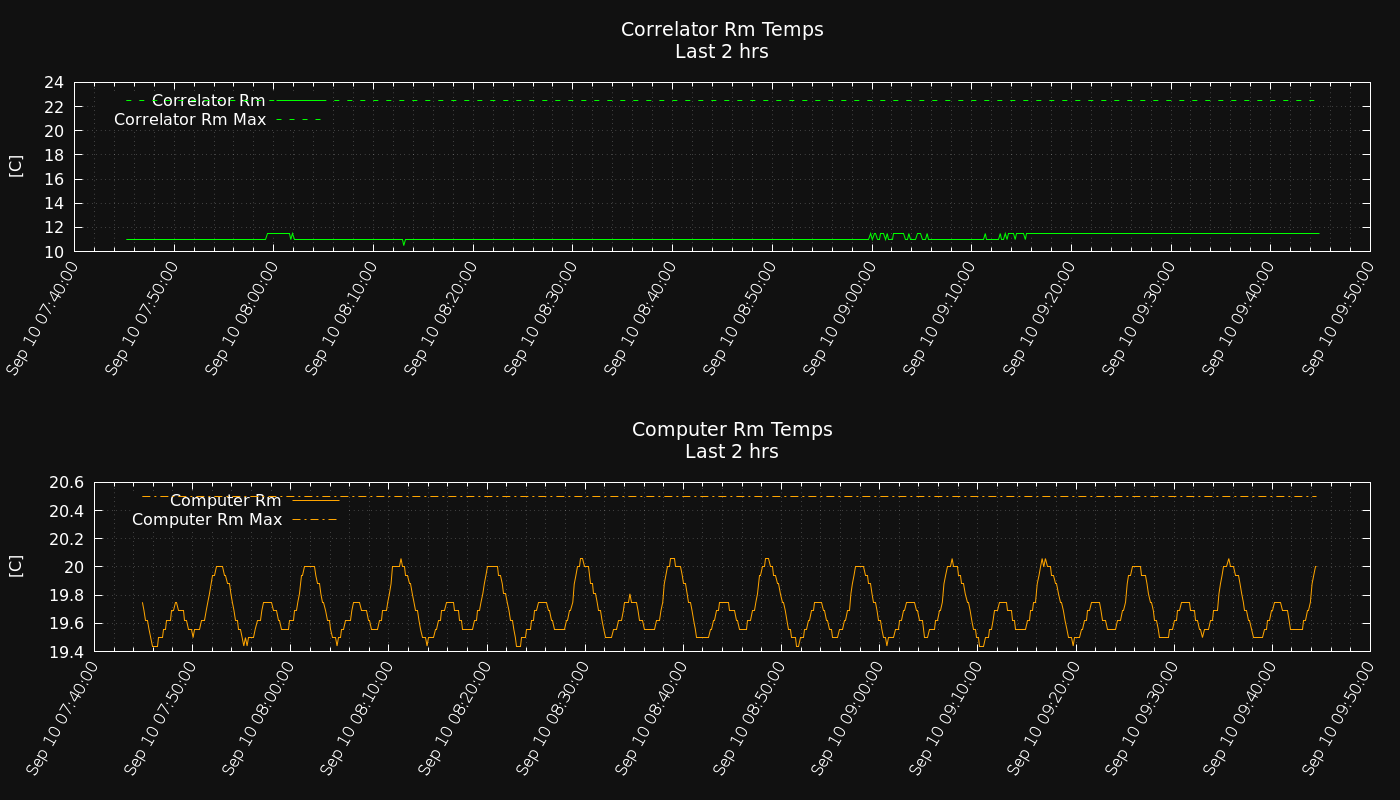 Correlator Rm Temps
Last 2 hrs
Correlator Rm
Correlator Rm Max
[C]
24
22
20
18
16
14
12
10
Sep 10 07:40:00
Sep 10 07:50:00
Sep 10 08:00:00
Sep 10 08:10:00
Sep 10 08:20:00
Sep 10 08:30:00
Sep 10 08:40:00
Sep 10 08:50:00
Sep 10 09:00:00
Sep 10 09:10:00
Sep 10 09:20:00
Sep 10 09:30:00
Sep 10 09:40:00
Sep 10 09:50:00
Computer Rm Temps
Last 2 hrs
Computer Rm
Computer Rm Max
[C]
20.6
20.4
20.2
20
19.8
19.6
19.4
Sep 10 07:40:00
Sep 10 07:50:00
Sep 10 08:00:00
Sep 10 08:10:00
Sep 10 08:20:00
Sep 10 08:30:00
Sep 10 08:40:00
Sep 10 08:50:00
Sep 10 09:00:00
Sep 10 09:10:00
Sep 10 09:20:00
Sep 10 09:30:00
Sep 10 09:40:00
Sep 10 09:50:00